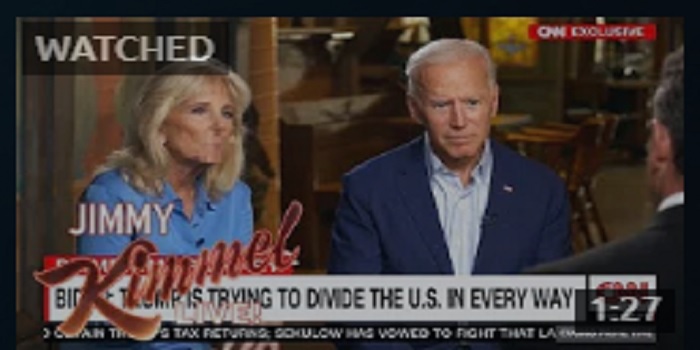 WATCHED
CNN EXCLUSIVE
JIMMY
Kimmel
LIVE!
TRUMP IS TRYING TO DIVIDE THE U.S. IN EVERY WAY
CNN
1:27
TAX RETURNS; SEKULOW HAS VOWED TO FIGHT THAT